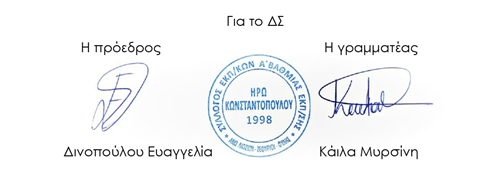 Για το ΔΣ
Η πρόεδρος
Η γραμματέας
ΣΥΛΛΟΓΟΣ ΕΚΠ/ΚΩΝ Α΄ΒΑΘΜΙΑΣ ΕΚΠ/ΣΗΣ
ΗΡΩ
ΚΩΝΣΤΑΝΤΟΠΟΥΛΟΥ
1998
Δινοπούλου Ευαγγελία
Κάιλα Μυρσίνη